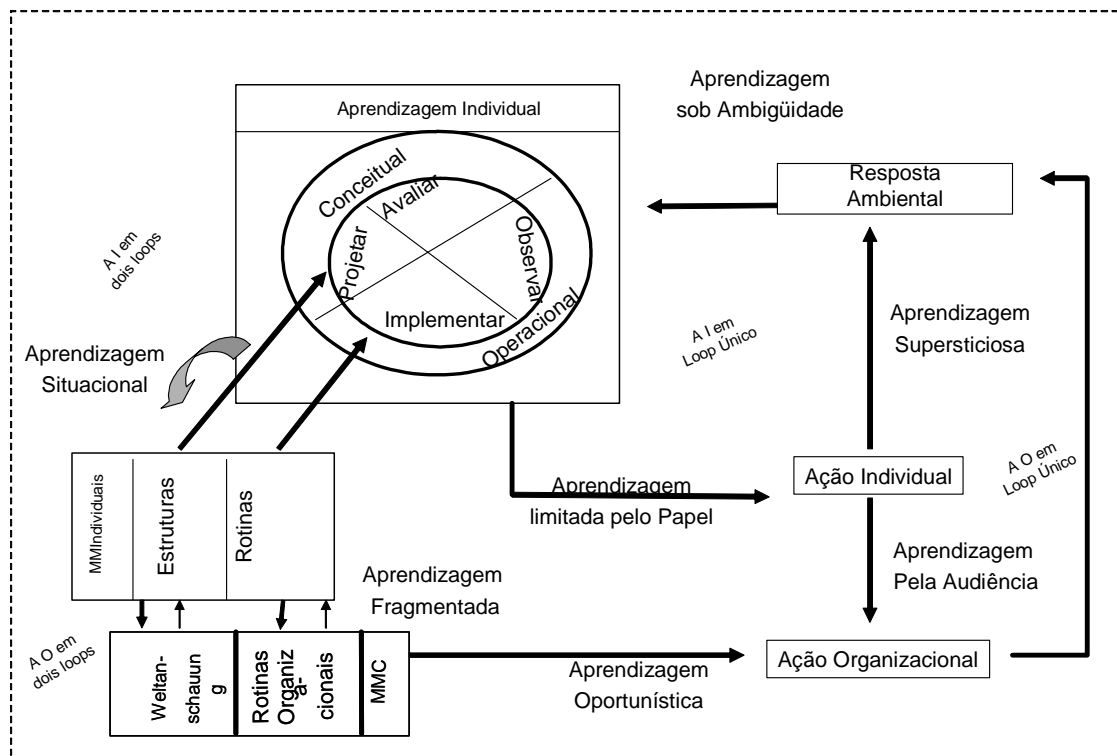 Aprendizagem
sob Ambigüidade
Aprendizagem Individual
Conceitual
Avaliar
Projetar
Observar
Implementar
Operacional
Resposta
Ambiental
A I em
dois loops
A I em
Loop Único
Aprendizagem
Supersticiosa
Aprendizagem
Situacional
A O em
Loop Único
MMIndividuais
Estruturas
Rotinas
Aprendizagem
limitada pelo Papel
Ação Individual
Aprendizagem
Fragmentada
Aprendizagem
Pela Audiência
A O em
dois loops
Weltan-
schauun
g
Rotinas
Organiz
a-
cionais
MMC
Aprendizagem
Oportunística
Ação Organizacional